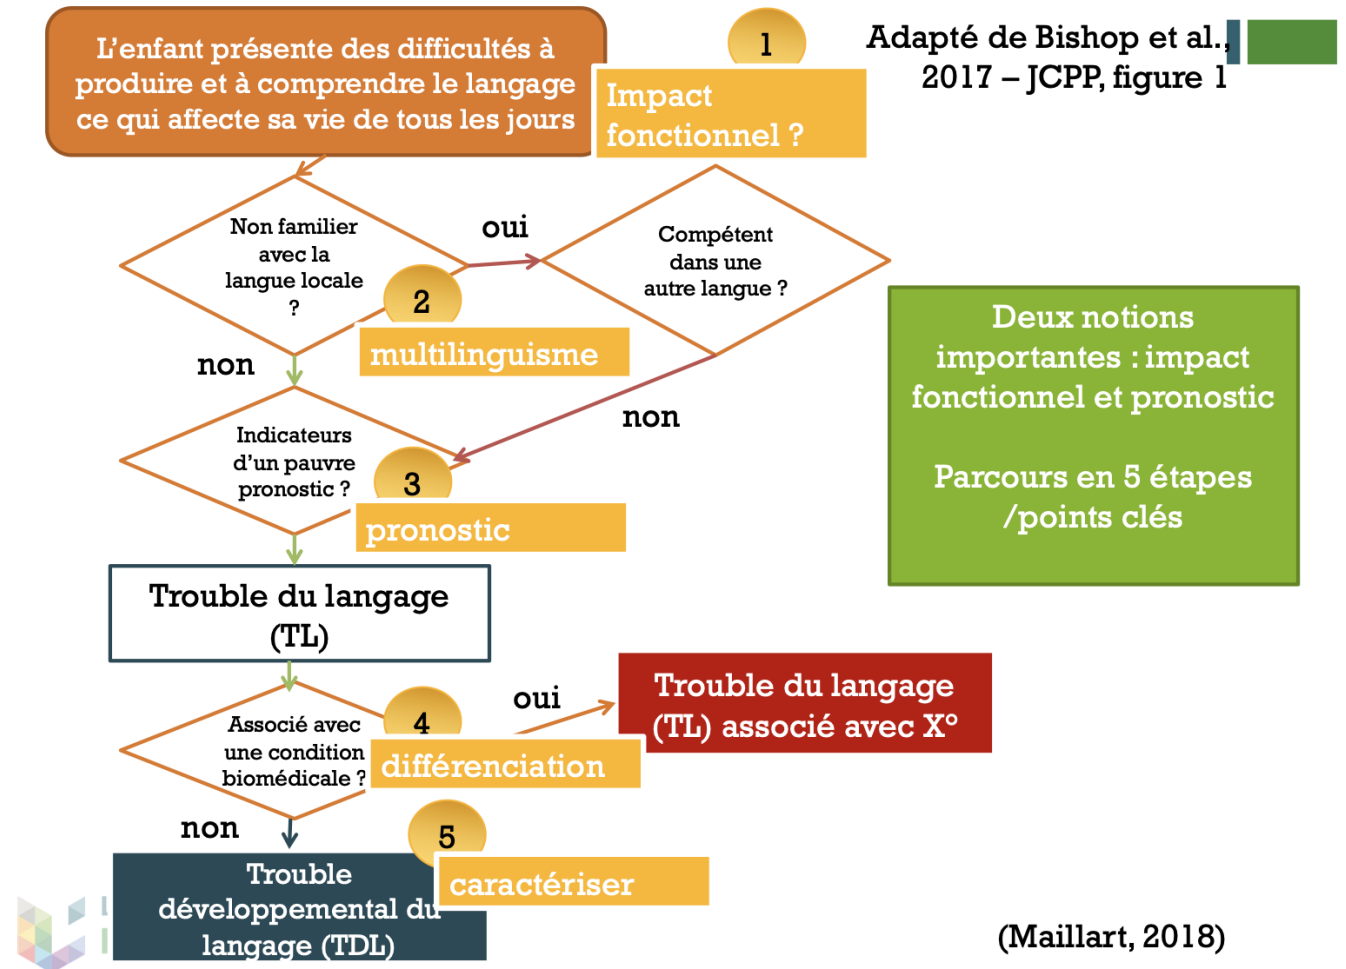 L'enfant présente des difficultés à
produire et à comprendre le langage
ce qui affecte sa vie de tous les jours
1
Impact
fonctionnel ?
Adapté de Bishop et al.,
2017 – JCPP, figure 1
Non familier
avec la
langue locale
?
oui
Compétent
dans une
autre langue ?
2
multilinguisme
non
non
Deux notions
importantes : impact
fonctionnel et pronostic
Parcours en 5 étapes
/points clés
Indicateurs
d'un pauvre
pronostic ?
3
pronostic
Trouble du langage
(TL)
Associé avec
une condition
biomédicale ?
4
différenciation
oui
Trouble du langage
(TL) associé avec X°
non
5
caractériser
Trouble
développemental du
langage (TDL)
(Maillart, 2018)